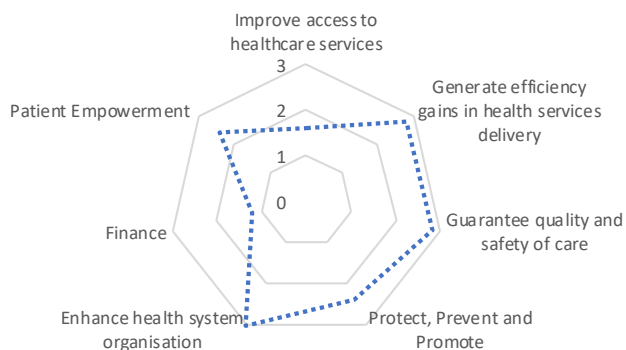 Improve access to
healthcare services
3
Generate efficiency
gains in health services
delivery
Patient Empowerment
2
1
0
Guarantee quality and
safety of care
Finance
Enhance health system
organisation
Protect, Prevent and
Promote